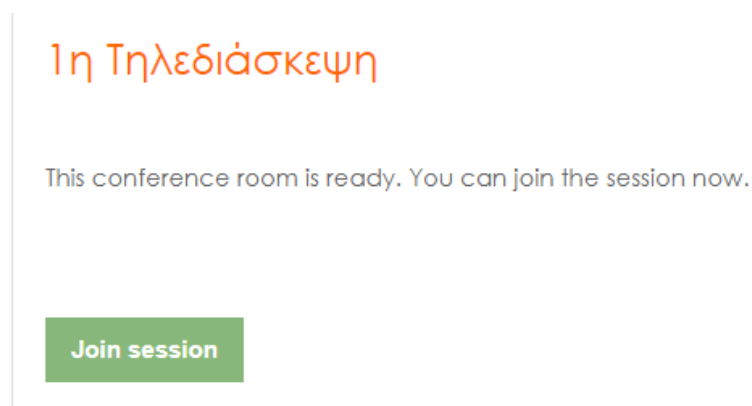 1η Τηλεδιάσκεψη
This conference room is ready. You can join the session now.
Join session